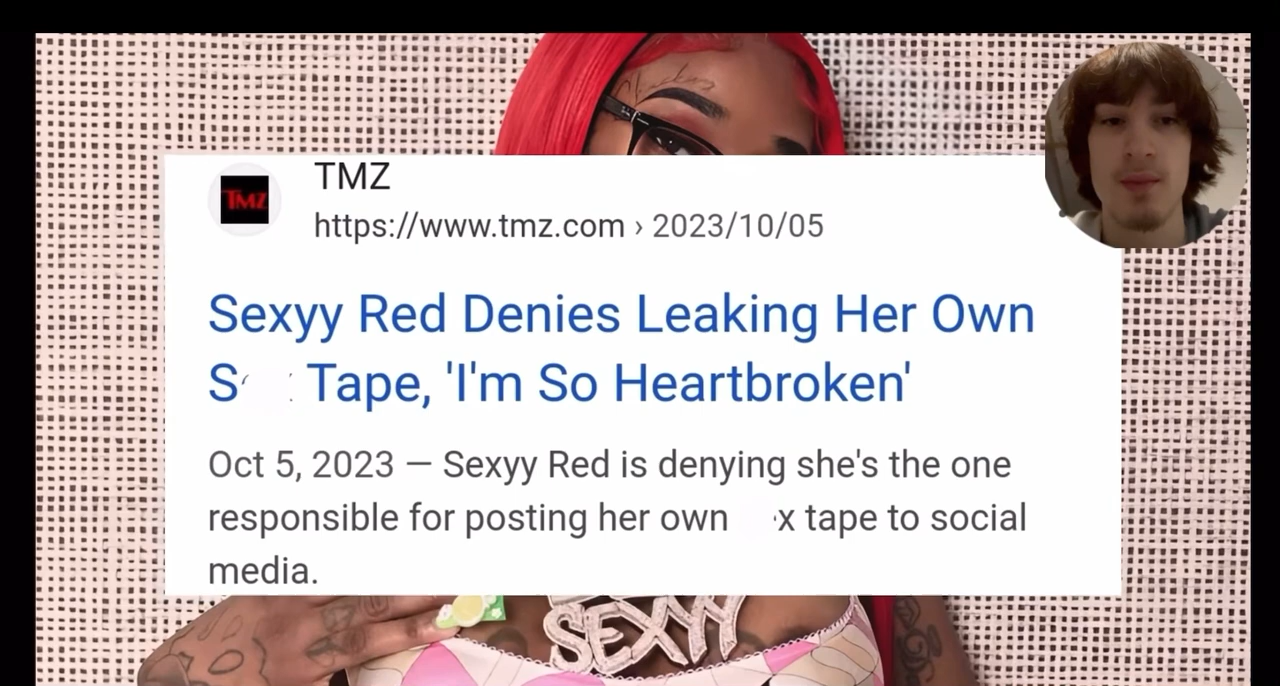 TMZ
TMZ
https://www.tmz.com › 2023/10/05
Sexyy Red Denies Leaking Her Own
S Tape, 'I'm So Heartbroken'
Oct 5, 2023 — Sexyy Red is denying she's the one
responsible for posting her own x tape to social
media.
SEXYY